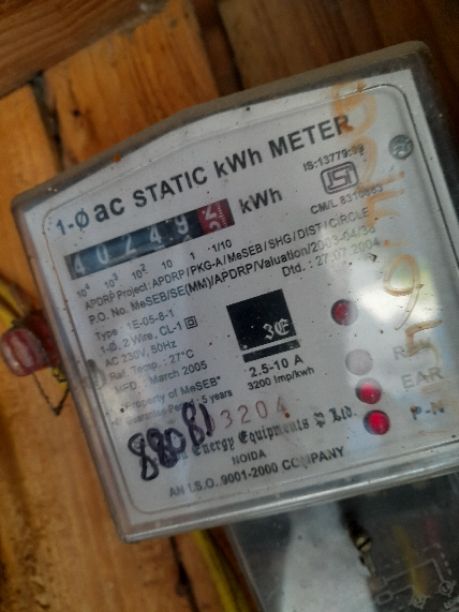 1-Ø ac STATIC kWh METER
IS:13779:99
40249 kWh
CM/L 8316863
10⁴ 10³ 10² 10 1 1/10
APDRP Project: APDRP/PKG-A/MeSEB/SHG/DIST/CIRCLE
P.O. No. MeSEB/SE(MM)/APDRP/Valuation/2003-04/38
Dtd.: 27.07.2004
Type : 1E-05-8-1
1-Ø, 2 Wire, CL-1
AC 230V, 50Hz
Ref. Temp. : 27°C
MFD. : March 2005
Property of MeSEB
Guarantee Period : 5 years
2.5-10 A
3200 Imp/kwh
EAR
P-N
88081
3204
Energy Equipments P Ltd.
NOIDA
AN I.S.O. 9001-2000 COMPANY